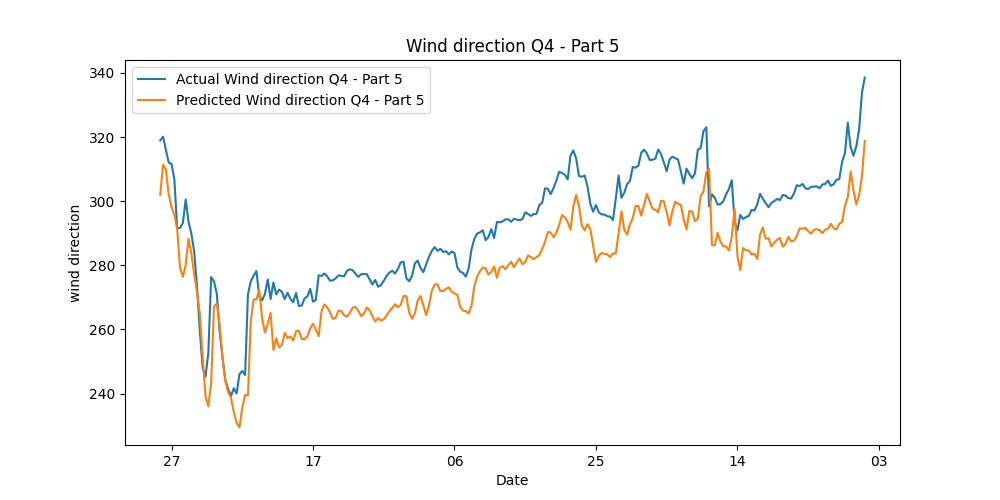 Wind direction Q4 - Part 5
Actual Wind direction Q4 - Part 5
Predicted Wind direction Q4 - Part 5
wind direction
340
320
300
280
260
240
27
17
06
25
14
03
Date